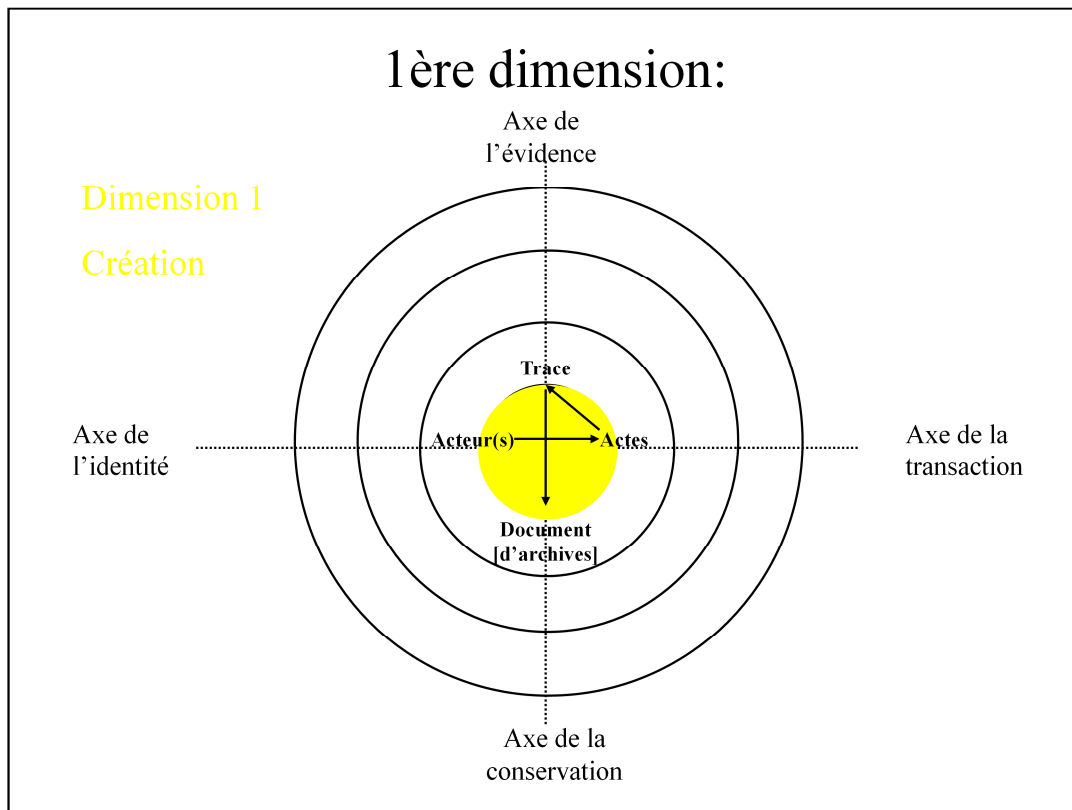 1ère dimension:
Axe de
l’évidence
Dimension 1
Création
Trace
Acteur(s)
Actes
Axe de
l’identité
Axe de la
transaction
Document
[d’archives]
Axe de la
conservation